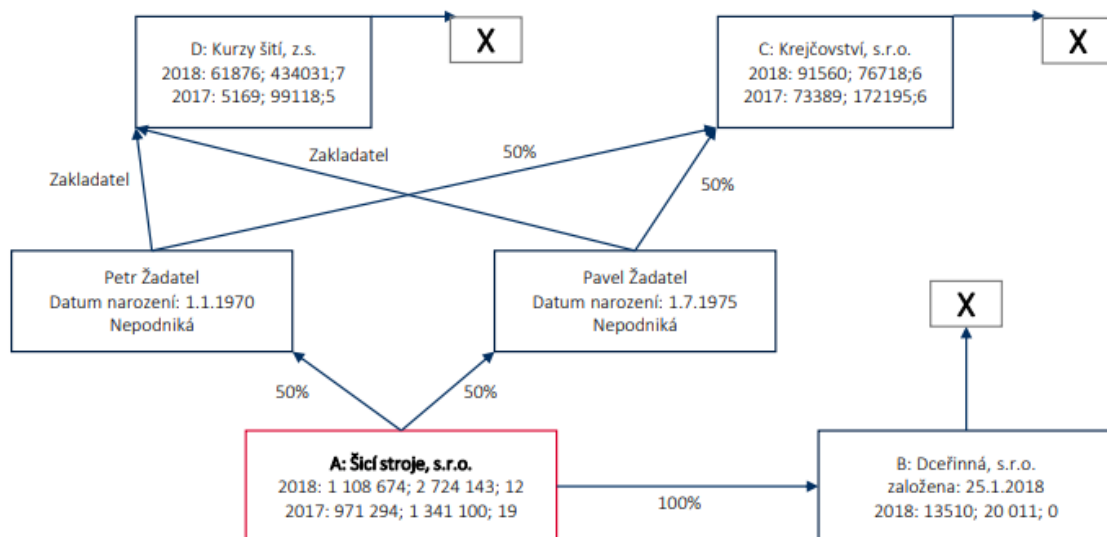 D: Kurzy šití, z.s.
2018: 61876; 434031;7
2017: 5169; 99118;5
X
C: Krejčovství, s.r.o.
2018: 91560; 76718;6
2017: 73389; 172195;6
X
Zakladatel
Zakladatel
50%
50%
Petr Žadatel
Datum narození: 1.1.1970
Nepodniká
Pavel Žadatel
Datum narození: 1.7.1975
Nepodniká
X
50%
50%
A: Šicí stroje, s.r.o.
2018: 1 108 674; 2 724 143; 12
2017: 971 294; 1 341 100; 19
100%
B: Dceřinná, s.r.o.
založena: 25.1.2018
2018: 13510; 20 011; 0